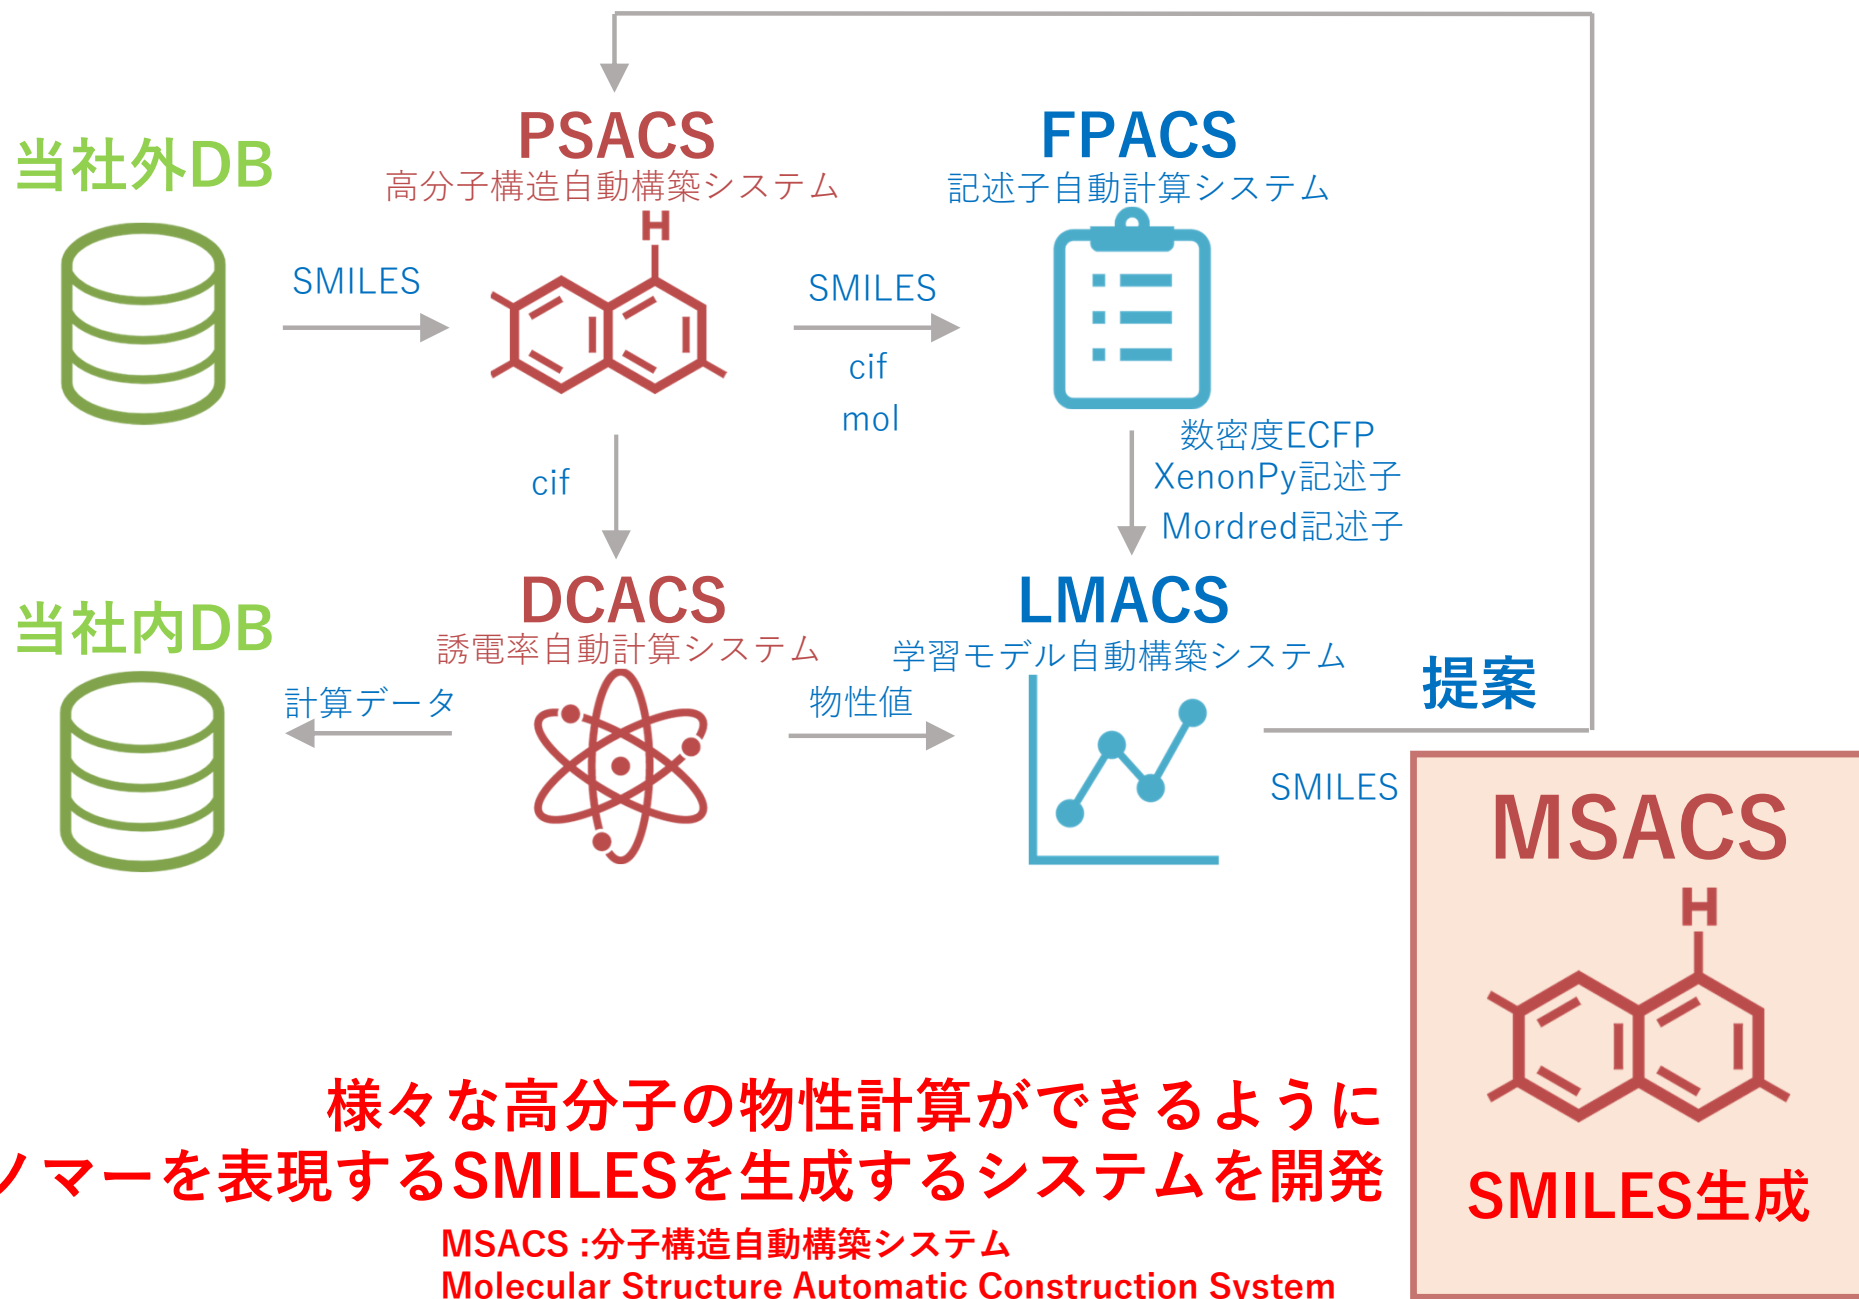 当社外DB
PSACS
高分子構造自動構築システム
FPACS
記述子自動計算システム
H
SMILES
SMILES
cif
mol
cif
数密度ECFP
XenonPy記述子
Mordred記述子
当社内DB
DCACS
誘電率自動計算システム
LMACS
学習モデル自動構築システム
計算データ
物性値
提案
SMILES
MSACS
H
SMILES生成
様々な高分子の物性計算ができるように
ノマーを表現するSMILESを生成するシステムを開発
MSACS :分子構造自動構築システム
Molecular Structure Automatic Construction System